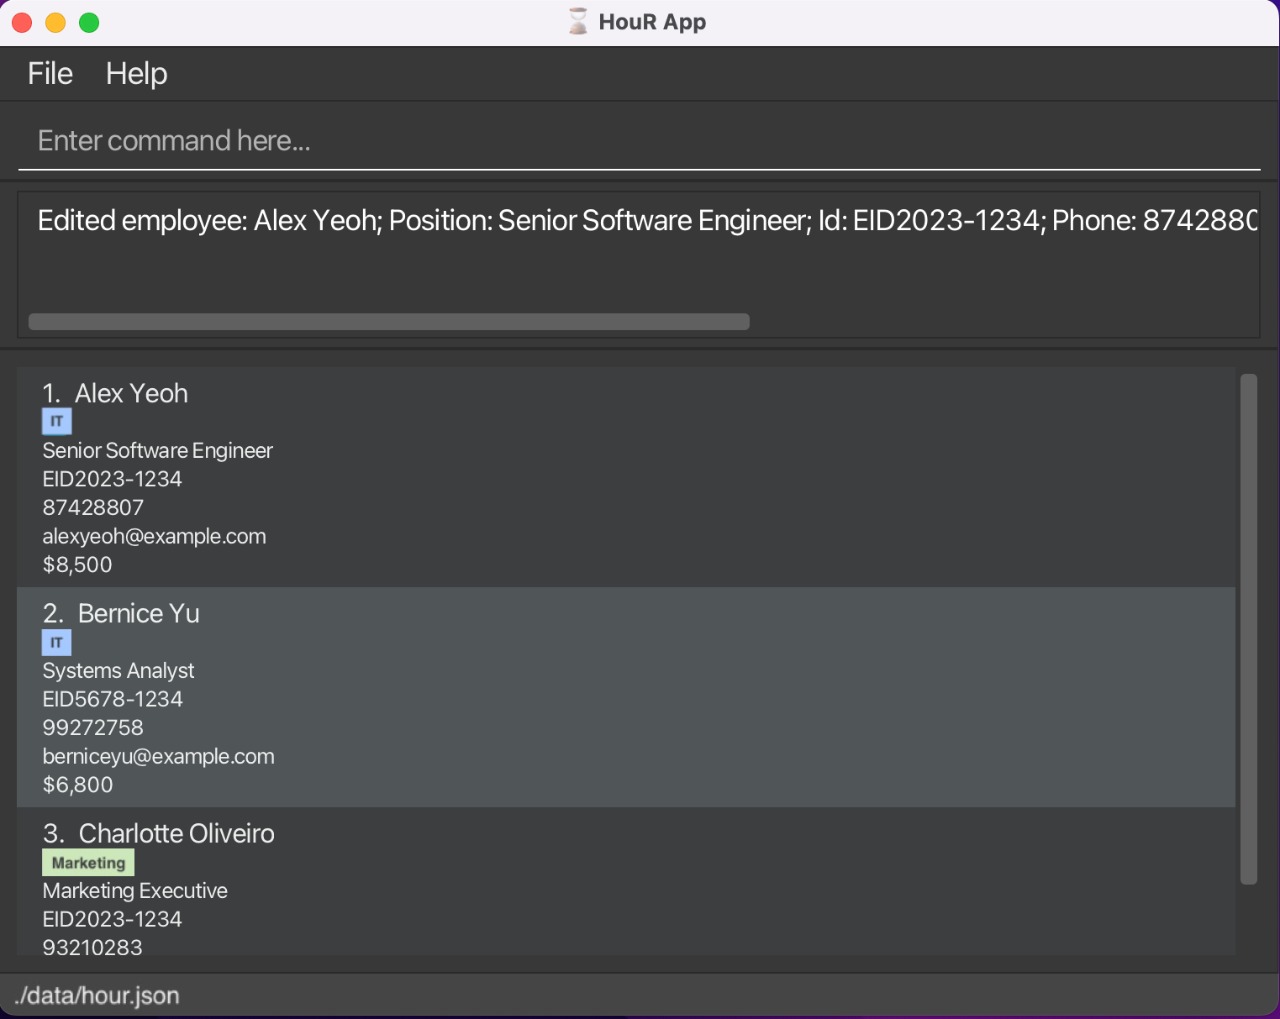 HouR App
File Help
Enter command here...
Edited employee: Alex Yeoh; Position: Senior Software Engineer; Id: EID2023-1234; Phone: 8742880
1. Alex Yeoh
IT
Senior Software Engineer
EID2023-1234
87428807
alexyeoh@example.com
$8,500
2. Bernice Yu
IT
Systems Analyst
EID5678-1234
99272758
berniceyu@example.com
$6,800
3. Charlotte Oliveiro
Marketing
Marketing Executive
EID2023-1234
93210283
./data/hour.json